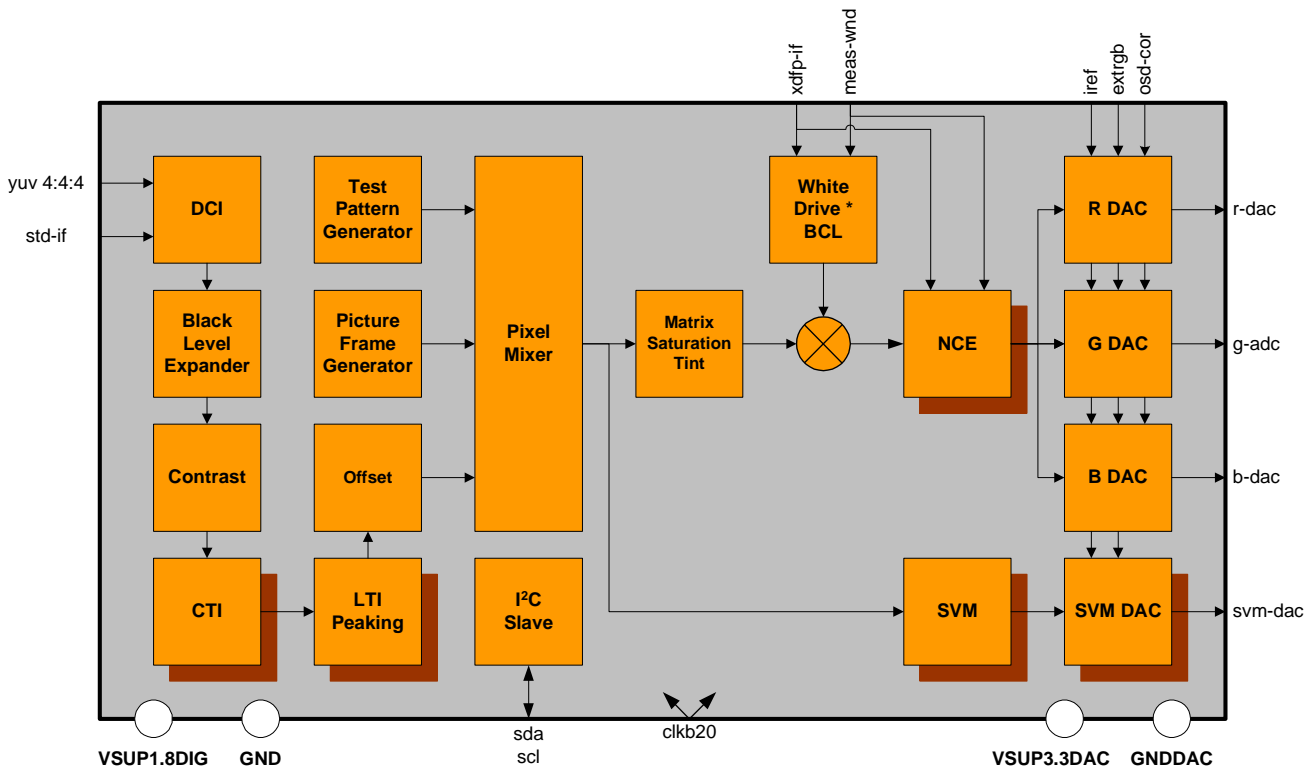 xdfp-if
meas-wnd
iref
extrgb
osd-cor
yuv 4:4:4
std-if
DCI
Test
Pattern
Generator
White
Drive *
BCL
R DAC
r-dac
Black
Level
Expander
Picture
Frame
Generator
Pixel
Mixer
Matrix
Saturation
Tint
NCE
G DAC
g-adc
Contrast
Offset
B DAC
b-dac
CTI
LTI
Peaking
I²C
Slave
SVM
SVM DAC
svm-dac
VSUP1.8DIG
GND
sda
scl
clkb20
VSUP3.3DAC
GNDDAC